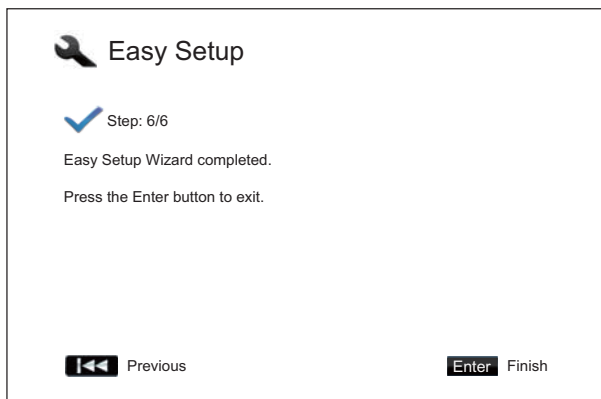 Easy Setup
Step: 6/6
Easy Setup Wizard completed.
Press the Enter button to exit.
Previous
Enter Finish